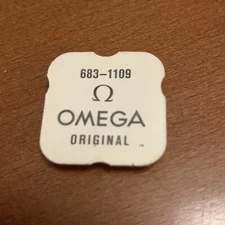 683-1109
Ω
OMEGA
ORIGINAL